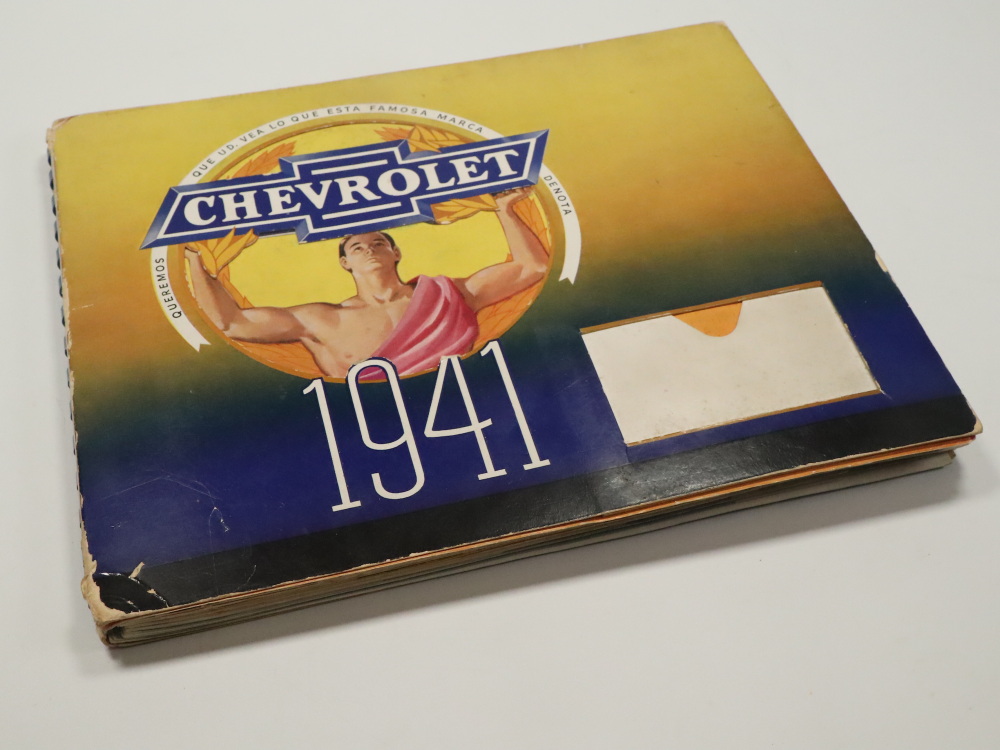 QUEREMOS QUE UD. VEA LO QUE ESTA FAMOSA MARCA DENOTA
CHEVROLET
1941